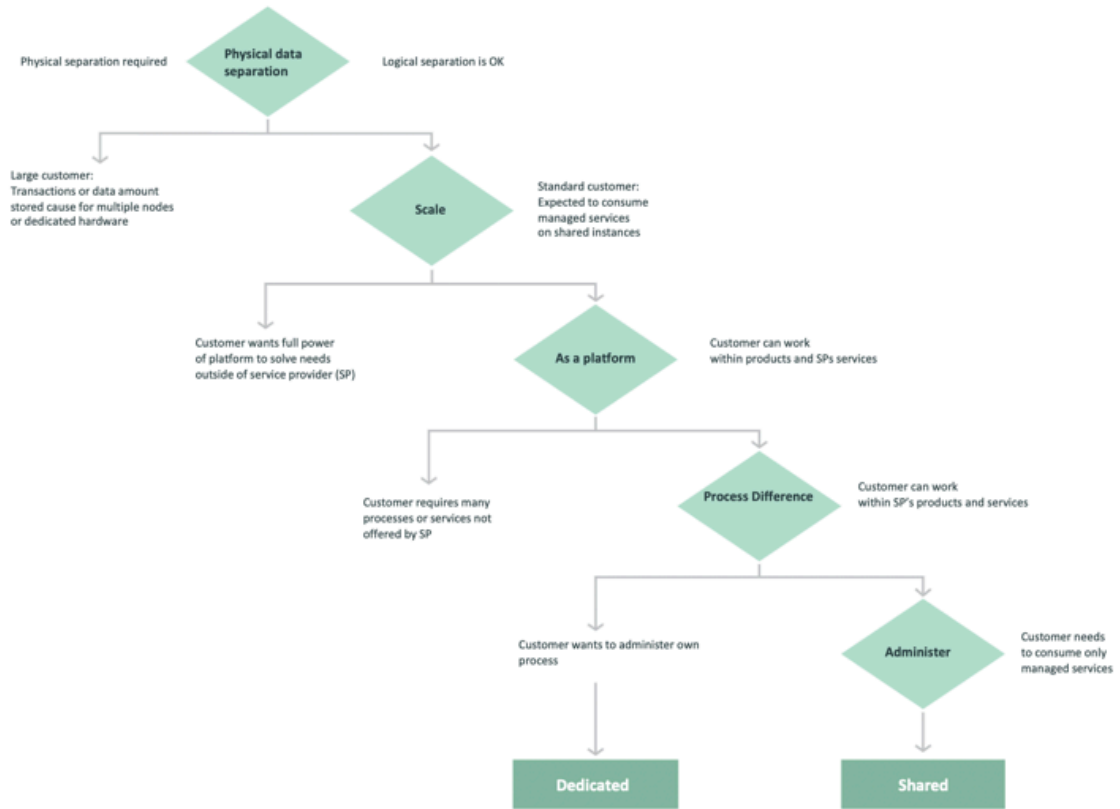 Physical separation required
Physical data
separation
Logical separation is OK
Large customer:
Transactions or data amount
stored cause for multiple nodes
or dedicated hardware
Scale
Standard customer:
Expected to consume
managed services
on shared instances
Customer wants full power
of platform to solve needs
outside of service provider (SP)
As a platform
Customer can work
within products and SPs services
Customer requires many
processes or services not
offered by SP
Process Difference
Customer can work
within SP's products and services
Customer wants to administer own
process
Administer
Customer needs
to consume only
managed services
Dedicated
Shared